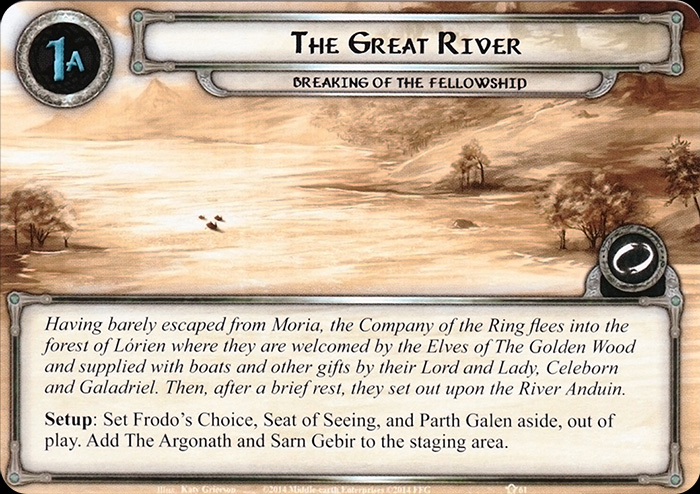 1A
THE GREAT RIVER
BREAKING OF THE FELLOWSHIP
Having barely escaped from Moria, the Company of the Ring flees into the
forest of Lórien where they are welcomed by the Elves of The Golden Wood
and supplied with boats and other gifts by their Lord and Lady, Celeborn
and Galadriel. Then, after a brief rest, they set out upon the River Anduin.
Setup: Set Frodo's Choice, Seat of Seeing, and Parth Galen aside, out of
play. Add The Argonath and Sarn Gebir to the staging area.
Illus. Katy Grierson ©2014 Middle-earth Enterprises ©2014 FFG 61